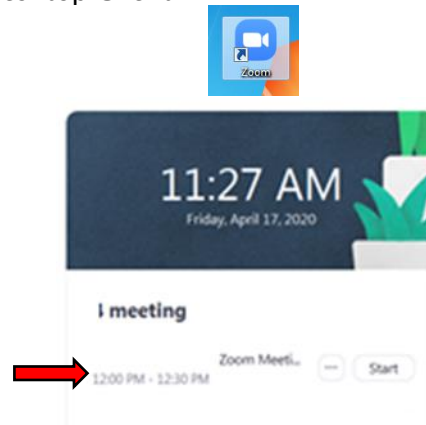 Zoom
11:27 AM
Friday, April 17, 2020
meeting
Zoom Meeti...
12:00 PM - 12:30 PM
... Start